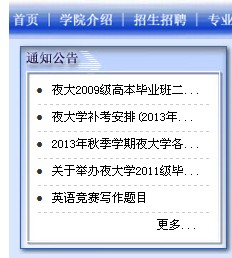 首页 | 学院介绍 | 招生招聘 | 专业
通知公告
夜大2009级高本毕业班二...
夜大学补考安排(2013年...
2013年秋季学期夜大学各...
关于举办夜大学2011级毕...
英语竞赛写作题目
更多...